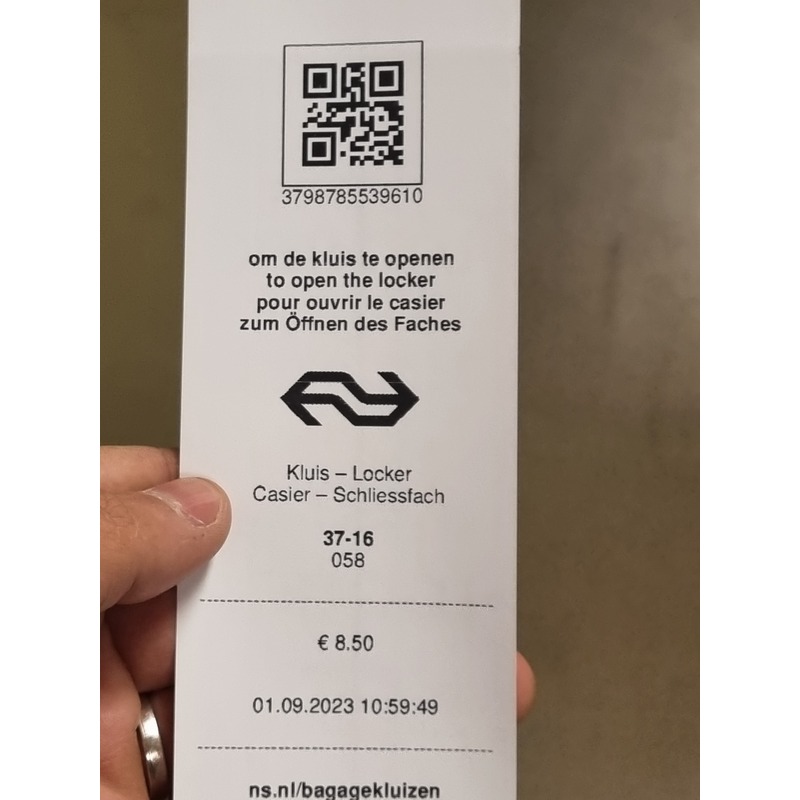 3798785539610
om de kluis te openen
to open the locker
pour ouvrir le casier
zum Öffnen des Faches
Kluis – Locker
Casier – Schliessfach
37-16
058
€ 8.50
01.09.2023 10:59:49
ns.nl/bagagekluizen